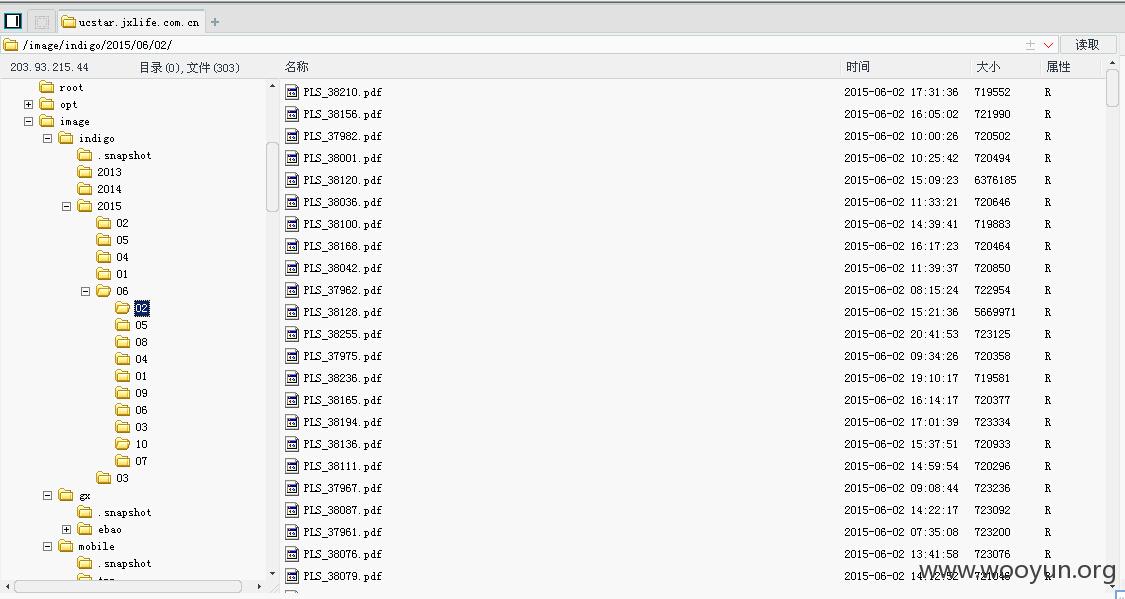 ucstar.jxlife.com.cn
/image/indigo/2015/06/02/ 读取
203.93.215.44 目录(0),文件(303) 名称 时间 大小 属性
root
opt
image
indigo
.snapshot
2013
2014
2015
02
05
04
01
06
02
05
08
04
01
09
06
03
10
07
03
gx
.snapshot
ebao
mobile
.snapshot
PLS_38210.pdf 2015-06-02 17:31:36 719552 R
PLS_38156.pdf 2015-06-02 16:05:02 721990 R
PLS_37982.pdf 2015-06-02 10:00:26 720502 R
PLS_38001.pdf 2015-06-02 10:25:42 720494 R
PLS_38120.pdf 2015-06-02 15:09:23 6376185 R
PLS_38036.pdf 2015-06-02 11:33:21 720646 R
PLS_38100.pdf 2015-06-02 14:39:41 719883 R
PLS_38168.pdf 2015-06-02 16:17:23 720464 R
PLS_38042.pdf 2015-06-02 11:39:37 720850 R
PLS_37962.pdf 2015-06-02 08:15:24 722954 R
PLS_38128.pdf 2015-06-02 15:21:36 5669971 R
PLS_38255.pdf 2015-06-02 20:41:53 723125 R
PLS_37975.pdf 2015-06-02 09:34:26 720358 R
PLS_38236.pdf 2015-06-02 19:10:17 719581 R
PLS_38165.pdf 2015-06-02 16:14:17 720377 R
PLS_38194.pdf 2015-06-02 17:01:39 723334 R
PLS_38136.pdf 2015-06-02 15:37:51 720933 R
PLS_38111.pdf 2015-06-02 14:59:54 720296 R
PLS_37967.pdf 2015-06-02 09:08:44 723236 R
PLS_38087.pdf 2015-06-02 14:22:17 723092 R
PLS_37961.pdf 2015-06-02 07:35:08 723200 R
PLS_38076.pdf 2015-06-02 13:41:58 723076 R
PLS_38079.pdf 2015-06-02 R
www.wooyun.org